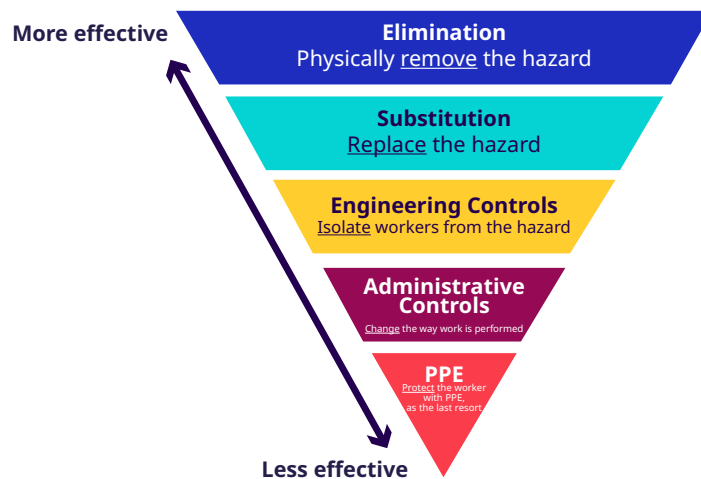 More effective
Elimination
Physically remove the hazard
Substitution
Replace the hazard
Engineering Controls
Isolate workers from the hazard
Administrative
Controls
Change the way work is performed
PPE
Protect the worker
with PPE,
as the last resort
Less effective